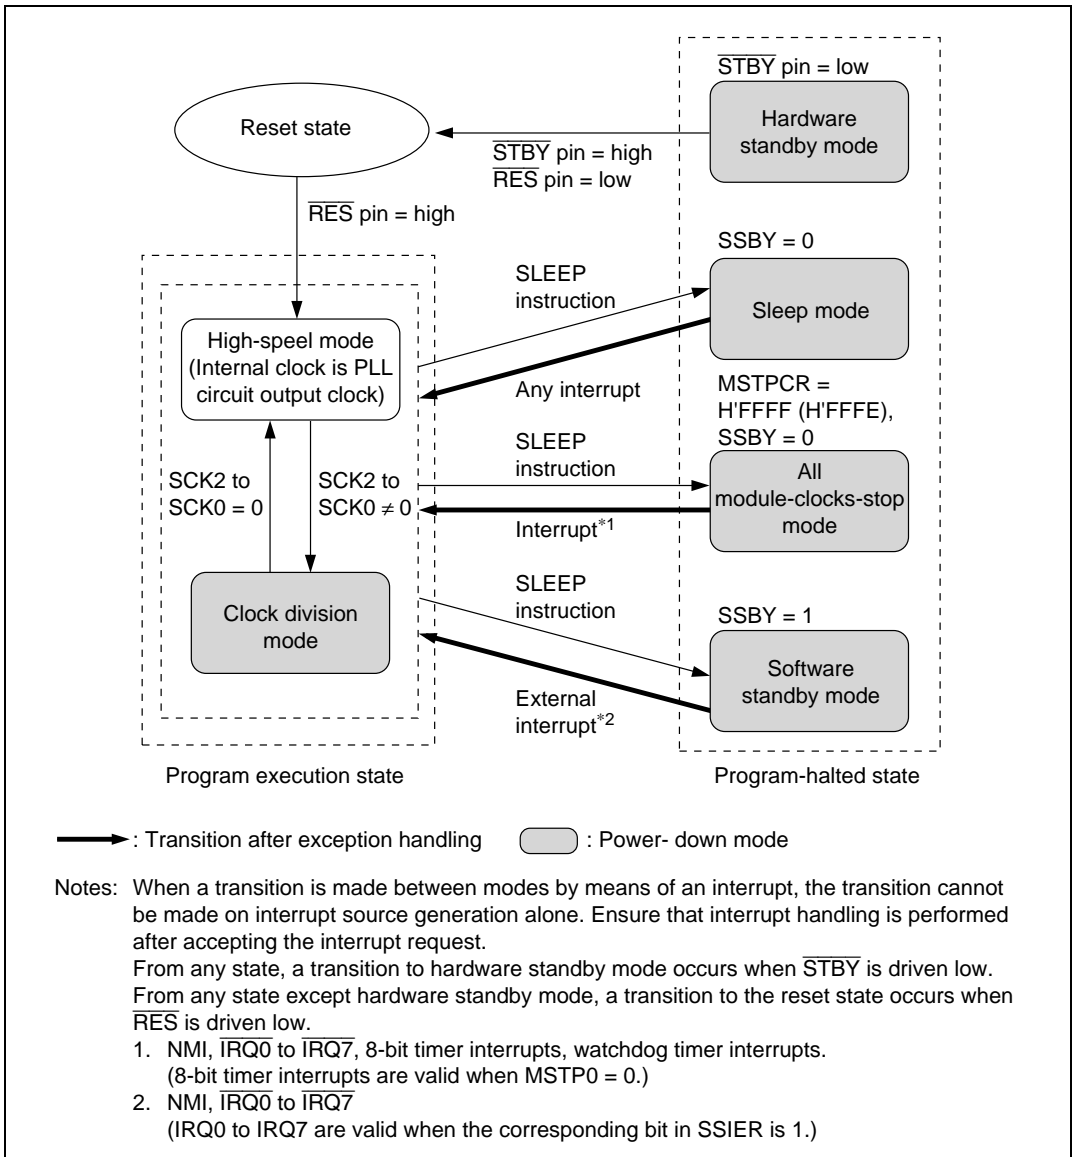 STBY pin = low
Hardware
standby mode
Reset state
STBY pin = high
RES pin = low
RES pin = high
SSBY = 0
SLEEP
instruction
Sleep mode
High-speel mode
(Internal clock is PLL
circuit output clock)
Any interrupt
MSTPCR =
H'FFFF (H'FFFE),
SSBY = 0
SLEEP
instruction
All
module-clocks-stop
mode
SCK2 to
SCK0 = 0
SCK2 to
SCK0 ≠ 0
Interrupt*1
SLEEP
instruction
Clock division
mode
SSBY = 1
Software
standby mode
External
interrupt*2
Program execution state
Program-halted state
: Transition after exception handling
: Power- down mode
Notes: When a transition is made between modes by means of an interrupt, the transition cannot
be made on interrupt source generation alone. Ensure that interrupt handling is performed
after accepting the interrupt request.
From any state, a transition to hardware standby mode occurs when STBY is driven low.
From any state except hardware standby mode, a transition to the reset state occurs when
RES is driven low.
1. NMI, IRQ0 to IRQ7, 8-bit timer interrupts, watchdog timer interrupts.
(8-bit timer interrupts are valid when MSTP0 = 0.)
2. NMI, IRQ0 to IRQ7
(IRQ0 to IRQ7 are valid when the corresponding bit in SSIER is 1.)